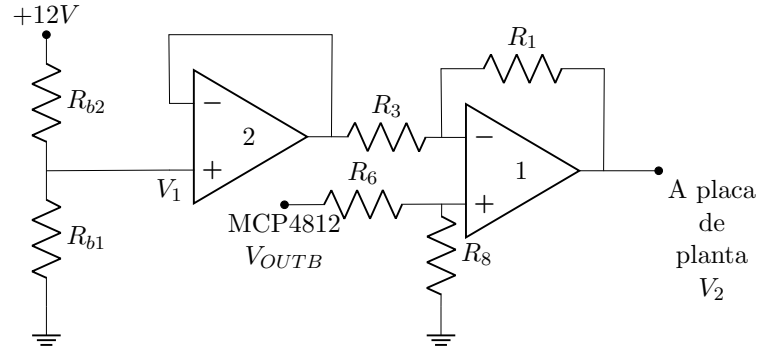 +12V
R_{b2}
R_{b1}
V_1
−
+
2
R_3
R_6
MCP4812
V_{OUTB}
R_1
−
+
1
R_8
A placa
de
planta
V_2